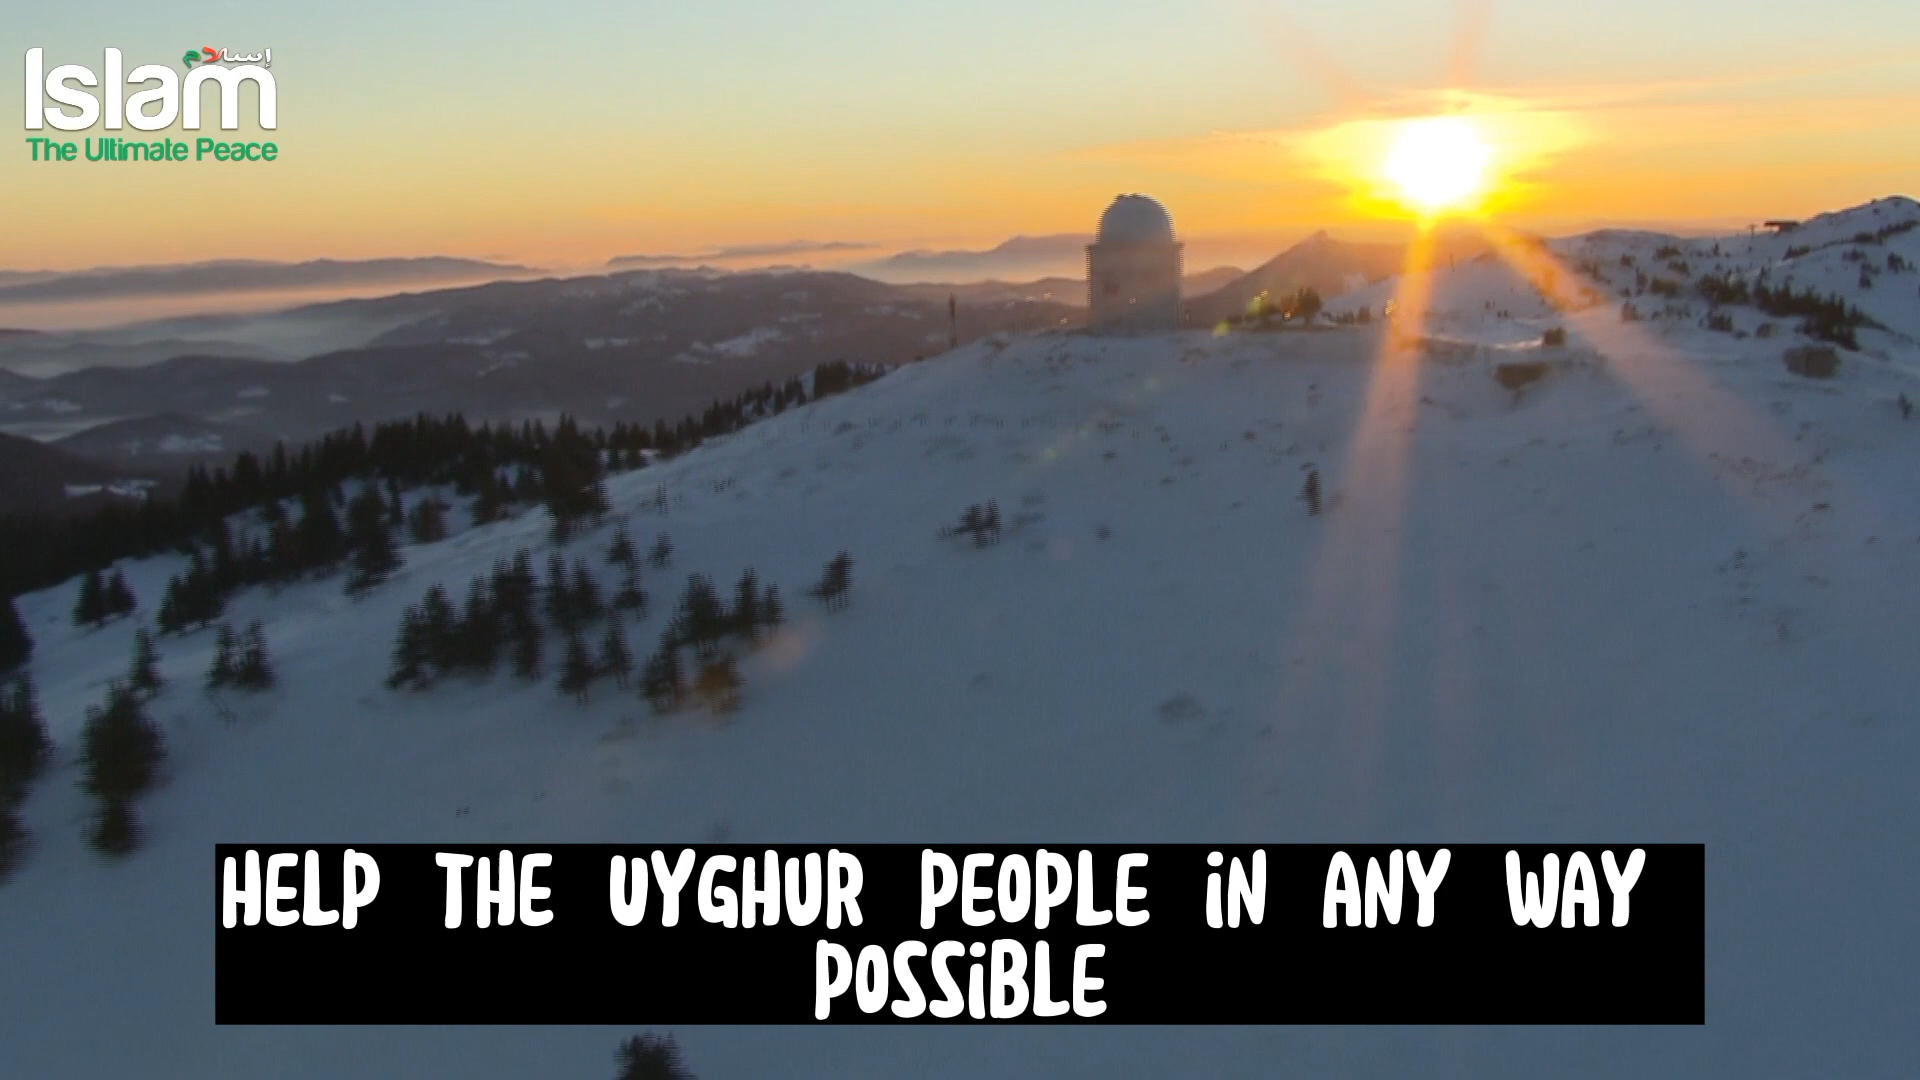 إسلام
Islam
The Ultimate Peace
HELP THE UYGHUR PEOPLE IN ANY WAY
POSSIBLE